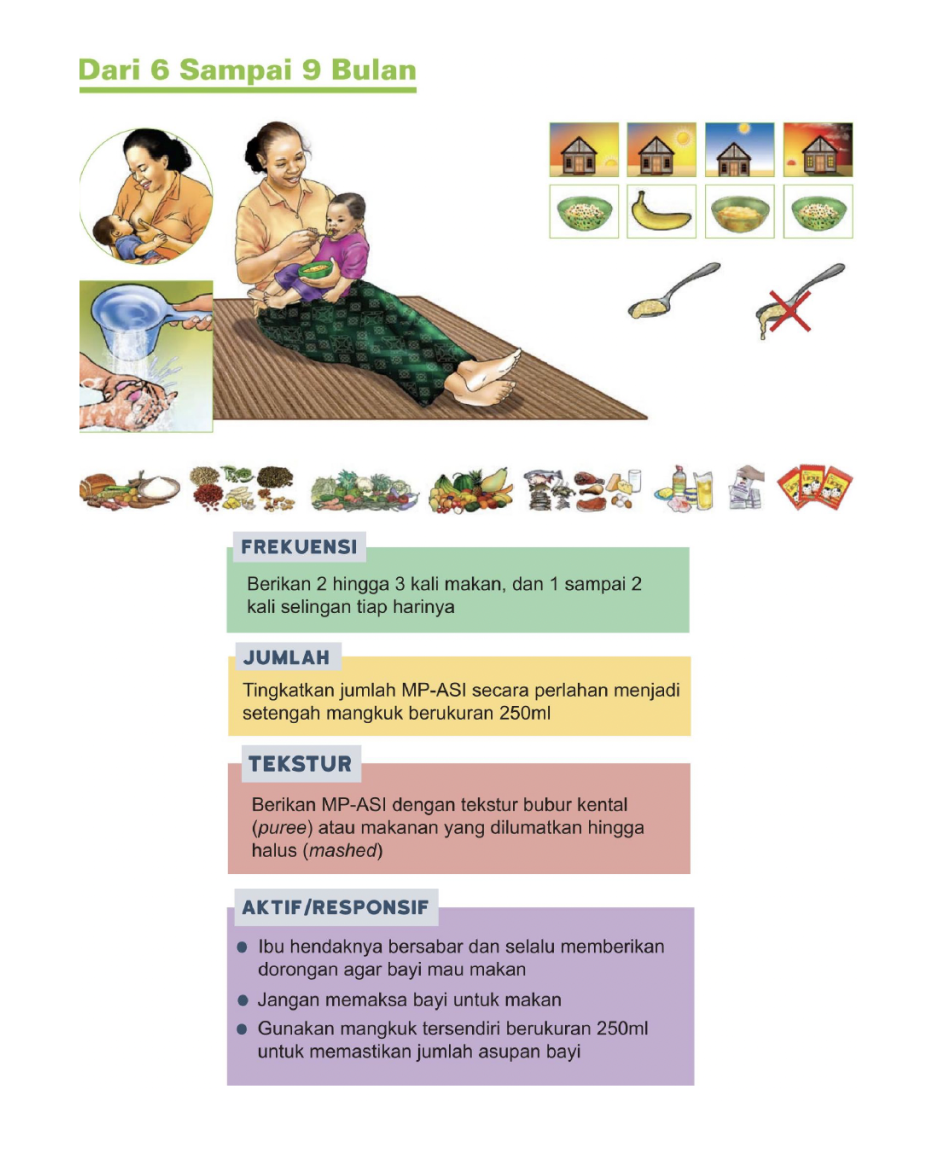 Dari 6 Sampai 9 Bulan
FREKUENSI
Berikan 2 hingga 3 kali makan, dan 1 sampai 2
kali selingan tiap harinya
JUMLAH
Tingkatkan jumlah MP-ASI secara perlahan menjadi
setengah mangkuk berukuran 250ml
TEKSTUR
Berikan MP-ASI dengan tekstur bubur kental
(puree) atau makanan yang dilumatkan hingga
halus (mashed)
AKTIF/RESPONSIF
● Ibu hendaknya bersabar dan selalu memberikan
dorongan agar bayi mau makan
● Jangan memaksa bayi untuk makan
● Gunakan mangkuk tersendiri berukuran 250ml
untuk memastikan jumlah asupan bayi